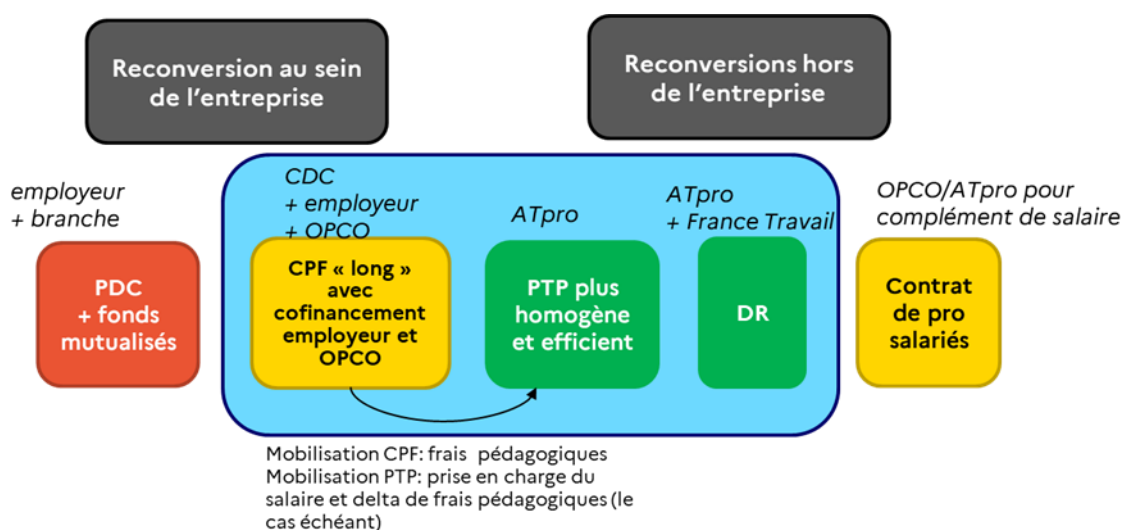 Reconversion au sein
de l’entreprise
Reconversions hors
de l’entreprise
employeur
+ branche
CDC
+ employeur
+ OPCO
ATpro
ATpro
+ France Travail
OPCO/ATpro pour
complément de salaire
PDC
+ fonds
mutualisés
CPF « long »
avec
cofinancement
employeur et
OPCO
PTP plus
homogène
et efficient
DR
Contrat
de pro
salariés
Mobilisation CPF: frais pédagogiques
Mobilisation PTP: prise en charge du
salaire et delta de frais pédagogiques (le
cas échéant)